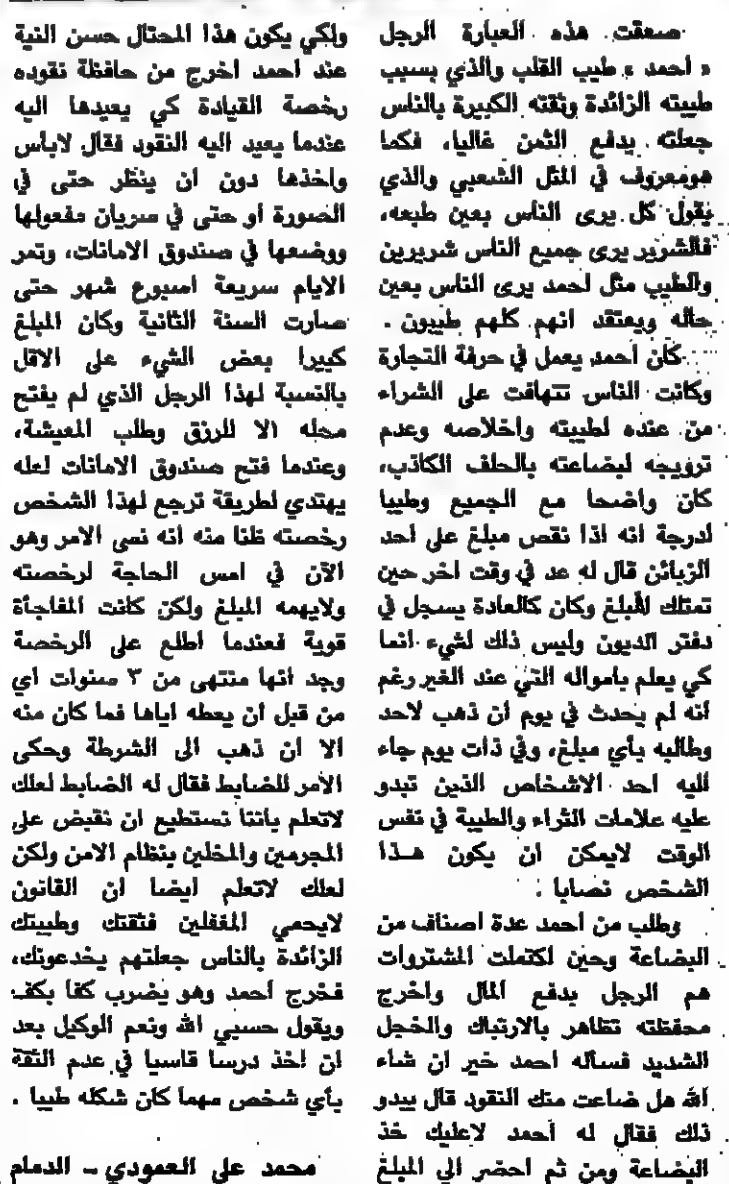 صعقت هذه العبارة الرجل
« احمد » طيب القلب والذي بسبب
طيبته الزائدة وثقته الكبيرة بالناس
جعلته يدفع الثمن غاليا، فكما
هومعروف في المثل الشعبي والذي
يقول كل يرى الناس بعين طبعه،
فالشرير يرى جميع الناس شريرين
والطيب مثل احمد يرى الناس بعين
حاله ويعتقد انهم كلهم طيبون .
كان احمد يعمل في حرفة التجارة
وكانت الناس تتهافت على الشراء
من عنده لطيبته واخلاصه وعدم
ترويجه لبضاعته بالحلف الكاذب،
كان واضحا مع الجميع وطيبا
لدرجة انه اذا نقص مبلغ على احد
الزبائن قال له عد في وقت اخر حين
تمتلك المبلغ وكان كالعادة يسجل في
دفتر الديون وليس ذلك لشيء انما
كي يعلم بامواله التي عند الغير رغم
أنه لم يحدث في يوم أن ذهب لاحد
وطالبه بأي مبلغ، وفي ذات يوم جاء
اليه احد الاشخاص الذين تبدو
عليه علامات الثراء والطيبة في نفس
الوقت لايمكن ان يكون هـذا
الشخص نصابا .
وطلب من أحمد عدة اصناف من
البضاعة وحين اكتملت المشتروات
هم الرجل بدفع المال واخرج
محفظته تظاهر بالارتباك والخجل
الشديد فسأله احمد خير ان شاء
الله هل ضاعت منك النقود قال يبدو
ذلك فقال له أحمد لاعليك خذ
البضاعة ومن ثم احضر الي المبلغ
ولكي يكون هذا المحتال حسن النية
عند احمد اخرج من حافظة نقوده
رخصة القيادة كي يعيدها اليه
عندما يعيد اليه النقود فقال لاباس
واخذها دون ان ينظر حتى في
الصورة او حتى في سريان مفعولها
ووضعها في صندوق الامانات، وتمر
الايام سريعة اسبوع شهر حتى
صارت السنة الثانية وكان المبلغ
كبيرا بعض الشيء على الاقل
بالنسبة لهذا الرجل الذي لم يفتح
محله الا للرزق وطلب المعيشة،
وعندما فتح صندوق الامانات لعله
يهتدي لطريقة ترجع لهذا الشخص
رخصته ظنا منه انه نسى الامر وهو
الآن في امس الحاجة لرخصته
ولايهمه المبلغ ولكن كانت المفاجأة
قوية فعندما اطلع على الرخصة
وجد انها منتهى من ٣ سنوات اي
من قبل ان يعطه اياها فما كان منه
الا ان ذهب الى الشرطة وحكى
الأمر للضابط فقال له الضابط لعلك
لاتعلم باننا نستطيع ان نقبض على
المجرمين والمخلين بنظام الامن ولكن
لعلك لاتعلم ايضا ان القانون
لايحمي المغفلين فثقتك وطيبتك
الزائدة بالناس جعلتهم يخدعونك،
فخرج أحمد وهو يضرب كفا بكف
ويقول حسبي الله ونعم الوكيل بعد
ان اخذ درسا قاسيا في عدم الثقة
بأي شخص مهما كان شكله طيبا .
محمد علي العمودي ــ الدمام